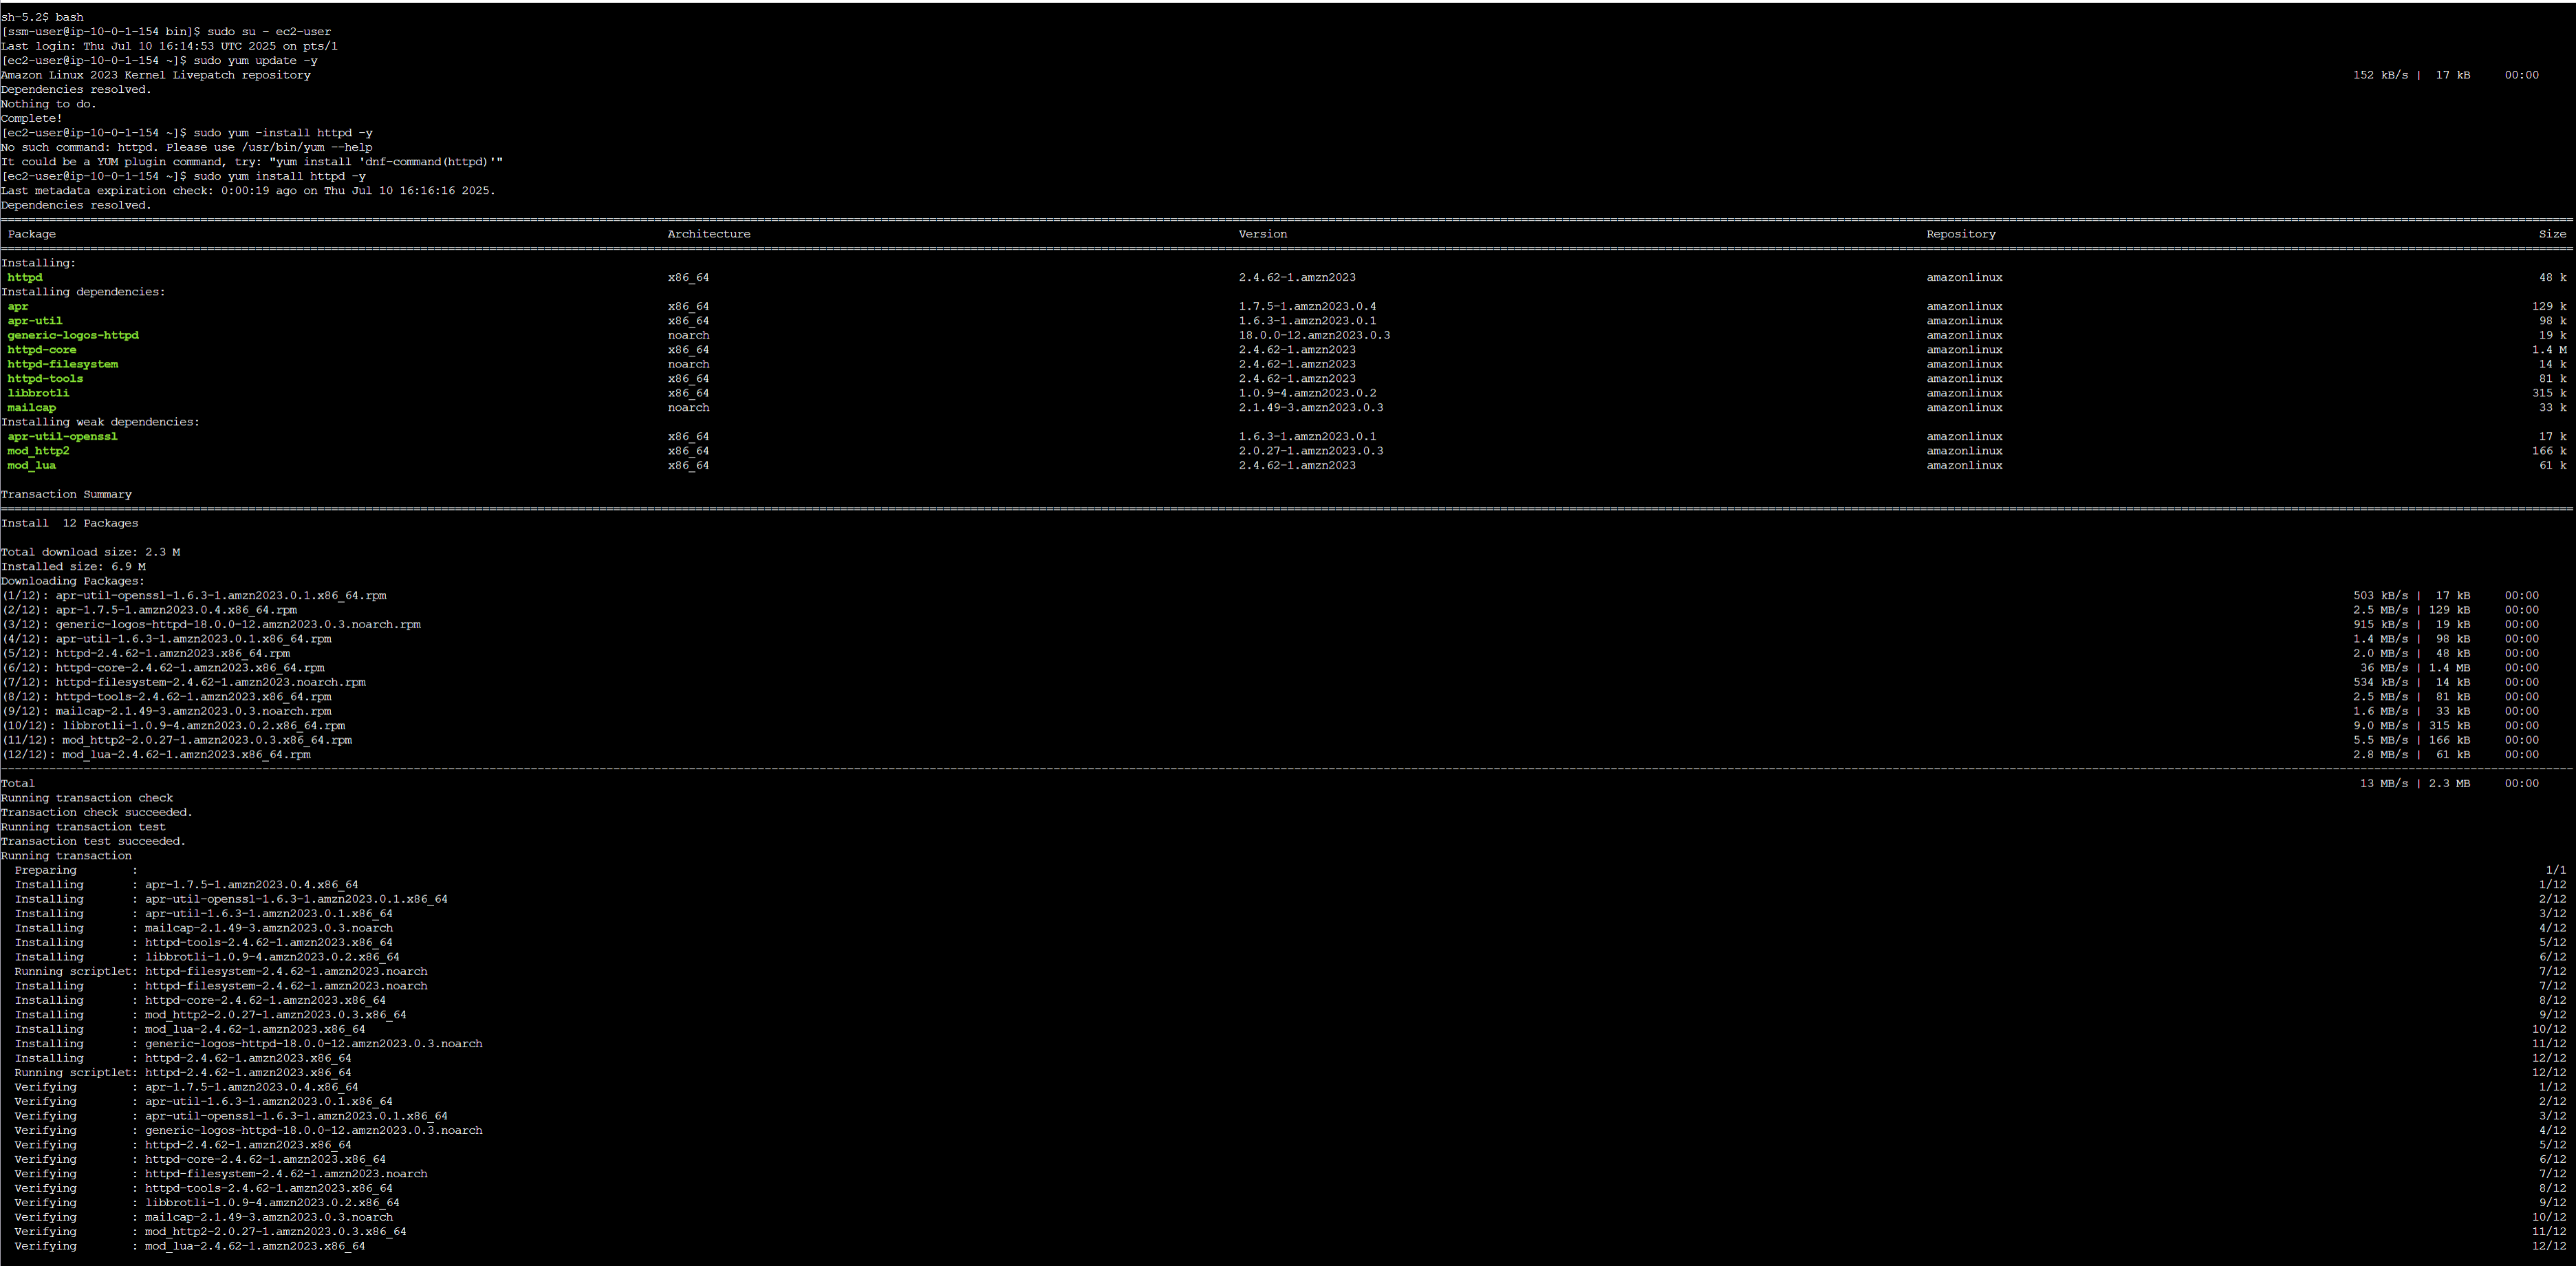 sh-5.2$ bash
[ssm-user@ip-10-0-1-154 bin]$ sudo su - ec2-user
Last login: Thu Jul 10 16:14:53 UTC 2025 on pts/1
[ec2-user@ip-10-0-1-154 ~]$ sudo yum update -y
Amazon Linux 2023 Kernel Livepatch repository 152 kB/s | 17 kB 00:00
Dependencies resolved.
Nothing to do.
Complete!
[ec2-user@ip-10-0-1-154 ~]$ sudo yum -install httpd -y
No such command: httpd. Please use /usr/bin/yum --help
It could be a YUM plugin command, try: "yum install 'dnf-command(httpd)'"
[ec2-user@ip-10-0-1-154 ~]$ sudo yum install httpd -y
Last metadata expiration check: 0:00:19 ago on Thu Jul 10 16:16:16 2025.
Dependencies resolved.
Package Architecture Version Repository Size
Installing:
httpd x86_64 2.4.62-1.amzn2023 amazonlinux 48 k
Installing dependencies:
apr x86_64 1.7.5-1.amzn2023.0.4 amazonlinux 129 k
apr-util x86_64 1.6.3-1.amzn2023.0.1 amazonlinux 98 k
generic-logos-httpd noarch 18.0.0-12.amzn2023.0.3 amazonlinux 19 k
httpd-core x86_64 2.4.62-1.amzn2023 amazonlinux 1.4 M
httpd-filesystem noarch 2.4.62-1.amzn2023 amazonlinux 14 k
httpd-tools x86_64 2.4.62-1.amzn2023 amazonlinux 81 k
libbrotli x86_64 1.0.9-4.amzn2023.0.2 amazonlinux 315 k
mailcap noarch 2.1.49-3.amzn2023.0.3 amazonlinux 33 k
Installing weak dependencies:
apr-util-openssl x86_64 1.6.3-1.amzn2023.0.1 amazonlinux 17 k
mod_http2 x86_64 2.0.27-1.amzn2023.0.3 amazonlinux 166 k
mod_lua x86_64 2.4.62-1.amzn2023 amazonlinux 61 k
Transaction Summary
Install 12 Packages
Total download size: 2.3 M
Installed size: 6.9 M
Downloading Packages:
(1/12): apr-util-openssl-1.6.3-1.amzn2023.0.1.x86_64.rpm 503 kB/s | 17 kB 00:00
(2/12): apr-1.7.5-1.amzn2023.0.4.x86_64.rpm 2.5 MB/s | 129 kB 00:00
(3/12): generic-logos-httpd-18.0.0-12.amzn2023.0.3.noarch.rpm 915 kB/s | 19 kB 00:00
(4/12): apr-util-1.6.3-1.amzn2023.0.1.x86_64.rpm 1.4 MB/s | 98 kB 00:00
(5/12): httpd-2.4.62-1.amzn2023.x86_64.rpm 2.0 MB/s | 48 kB 00:00
(6/12): httpd-core-2.4.62-1.amzn2023.x86_64.rpm 36 MB/s | 1.4 MB 00:00
(7/12): httpd-filesystem-2.4.62-1.amzn2023.noarch.rpm 534 kB/s | 14 kB 00:00
(8/12): httpd-tools-2.4.62-1.amzn2023.x86_64.rpm 2.5 MB/s | 81 kB 00:00
(9/12): mailcap-2.1.49-3.amzn2023.0.3.noarch.rpm 1.6 MB/s | 33 kB 00:00
(10/12): libbrotli-1.0.9-4.amzn2023.0.2.x86_64.rpm 9.0 MB/s | 315 kB 00:00
(11/12): mod_http2-2.0.27-1.amzn2023.0.3.x86_64.rpm 5.5 MB/s | 166 kB 00:00
(12/12): mod_lua-2.4.62-1.amzn2023.x86_64.rpm 2.8 MB/s | 61 kB 00:00
Total 13 MB/s | 2.3 MB 00:00
Running transaction check
Transaction check succeeded.
Running transaction test
Transaction test succeeded.
Running transaction
Preparing : 1/1
Installing : apr-1.7.5-1.amzn2023.0.4.x86_64 1/12
Installing : apr-util-openssl-1.6.3-1.amzn2023.0.1.x86_64 2/12
Installing : apr-util-1.6.3-1.amzn2023.0.1.x86_64 3/12
Installing : mailcap-2.1.49-3.amzn2023.0.3.noarch 4/12
Installing : httpd-tools-2.4.62-1.amzn2023.x86_64 5/12
Installing : libbrotli-1.0.9-4.amzn2023.0.2.x86_64 6/12
Running scriptlet: httpd-filesystem-2.4.62-1.amzn2023.noarch 7/12
Installing : httpd-filesystem-2.4.62-1.amzn2023.noarch 7/12
Installing : httpd-core-2.4.62-1.amzn2023.x86_64 8/12
Installing : mod_http2-2.0.27-1.amzn2023.0.3.x86_64 9/12
Installing : mod_lua-2.4.62-1.amzn2023.x86_64 10/12
Installing : generic-logos-httpd-18.0.0-12.amzn2023.0.3.noarch 11/12
Installing : httpd-2.4.62-1.amzn2023.x86_64 12/12
Running scriptlet: httpd-2.4.62-1.amzn2023.x86_64 12/12
Verifying : apr-1.7.5-1.amzn2023.0.4.x86_64 1/12
Verifying : apr-util-1.6.3-1.amzn2023.0.1.x86_64 2/12
Verifying : apr-util-openssl-1.6.3-1.amzn2023.0.1.x86_64 3/12
Verifying : generic-logos-httpd-18.0.0-12.amzn2023.0.3.noarch 4/12
Verifying : httpd-2.4.62-1.amzn2023.x86_64 5/12
Verifying : httpd-core-2.4.62-1.amzn2023.x86_64 6/12
Verifying : httpd-filesystem-2.4.62-1.amzn2023.noarch 7/12
Verifying : httpd-tools-2.4.62-1.amzn2023.x86_64 8/12
Verifying : libbrotli-1.0.9-4.amzn2023.0.2.x86_64 9/12
Verifying : mailcap-2.1.49-3.amzn2023.0.3.noarch 10/12
Verifying : mod_http2-2.0.27-1.amzn2023.0.3.x86_64 11/12
Verifying : mod_lua-2.4.62-1.amzn2023.x86_64 12/12